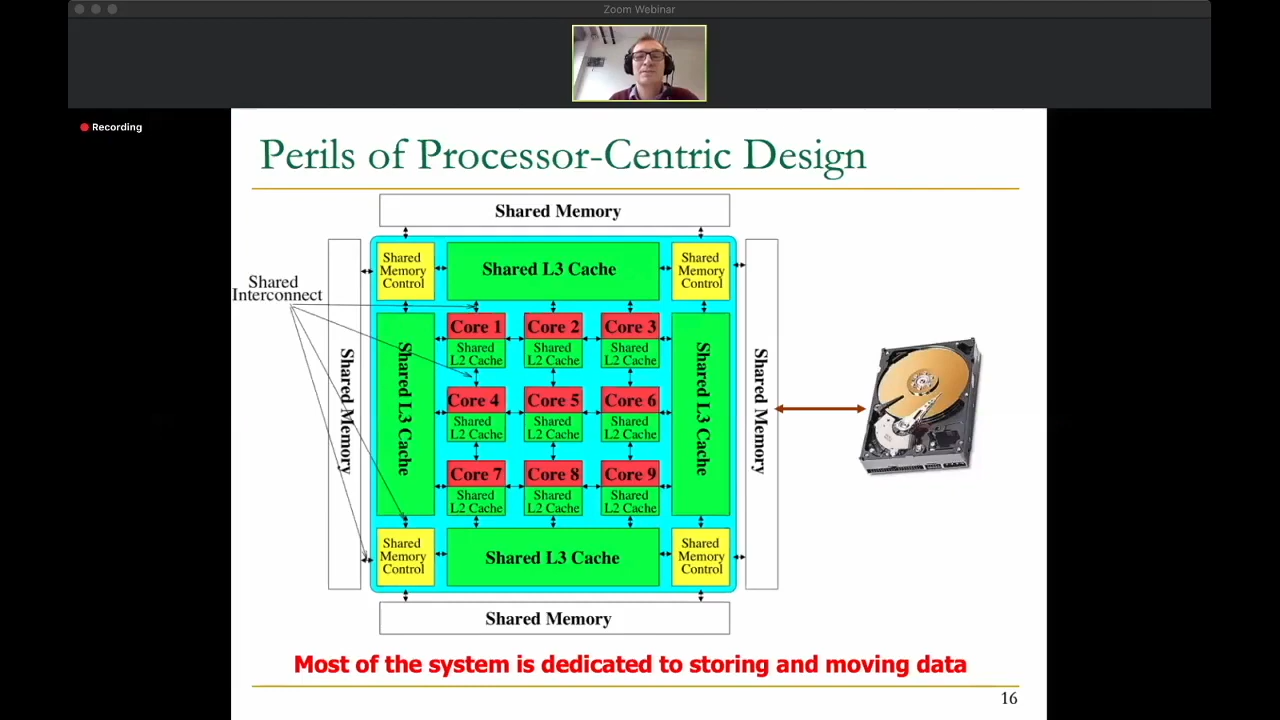 Zoom Webinar
Recording
Perils of Processor-Centric Design
Shared Memory
Shared
Memory
Control
Shared L3 Cache
Shared
Memory
Control
Shared
Interconnect
Shared Memory
Shared L3 Cache
Core 1
Shared
L2 Cache
Core 2
Shared
L2 Cache
Core 3
Shared
L2 Cache
Core 4
Shared
L2 Cache
Core 5
Shared
L2 Cache
Core 6
Shared
L2 Cache
Core 7
Shared
L2 Cache
Core 8
Shared
L2 Cache
Core 9
Shared
L2 Cache
Shared L3 Cache
Shared Memory
Shared
Memory
Control
Shared L3 Cache
Shared
Memory
Control
Shared Memory
Most of the system is dedicated to storing and moving data
16